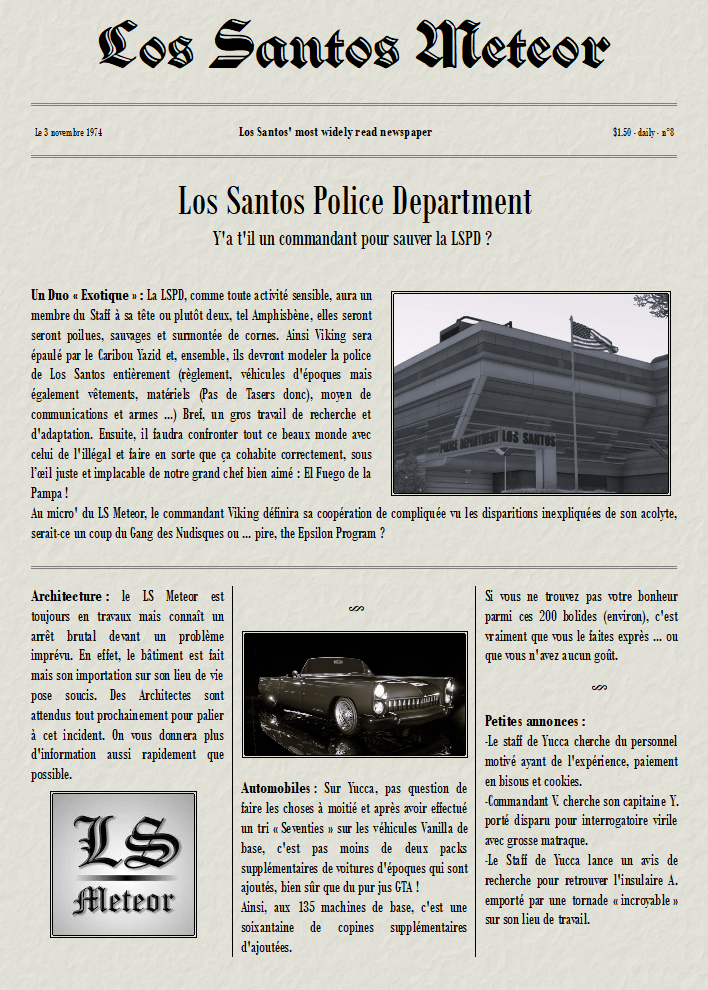 Los Santos Meteor
Le 3 novembre 1974
Los Santos' most widely read newspaper
$1.50 - daily - n°8
Los Santos Police Department
Y'a t'il un commandant pour sauver la LSPD ?
Un Duo « Exotique » : La LSPD, comme toute activité sensible, aura un
membre du Staff à sa tête ou plutôt deux, tel Amphisbène, elles seront
seront poilues, sauvages et surmontée de cornes. Ainsi Viking sera
épaulé par le Caribou Yazid et, ensemble, ils devront modeler la police
de Los Santos entièrement (règlement, véhicules d'époques mais
également vêtements, matériels (Pas de Tasers donc), moyen de
communications et armes ...) Bref, un gros travail de recherche et
d'adaptation. Ensuite, il faudra confronter tout ce beaux monde avec
celui de l'illégal et faire en sorte que ça cohabite correctement, sous
l'œil juste et implacable de notre grand chef bien aimé : El Fuego de la
Pampa !
Au micro' du LS Meteor, le commandant Viking définira sa coopération de compliquée vu les disparitions inexpliquées de son acolyte,
serait-ce un coup du Gang des Nudisques ou ... pire, the Epsilon Program ?
POLICE DEPARTMENT LOS SANTOS
Architecture : le LS Meteor est
toujours en travaux mais connaît un
arrêt brutal devant un problème
imprévu. En effet, le bâtiment est fait
mais son importation sur son lieu de vie
pose soucis. Des Architectes sont
attendus tout prochainement pour palier
à cet incident. On vous donnera plus
d'information aussi rapidement que
possible.
LS
Meteor
Automobiles : Sur Yucca, pas question de
faire les choses à moitié et après avoir effectué
un tri « Seventies » sur les véhicules Vanilla de
base, c'est pas moins de deux packs
supplémentaires de voitures d'époques qui sont
ajoutés, bien sûr que du pur jus GTA !
Ainsi, aux 135 machines de base, c'est une
soixantaine de copines supplémentaires
d'ajoutées.
Si vous ne trouvez pas votre bonheur
parmi ces 200 bolides (environ), c'est
vraiment que vous le faites exprès ... ou
que vous n'avez aucun goût.
Petites annonces :
-Le staff de Yucca cherche du personnel
motivé ayant de l'expérience, paiement
en bisous et cookies.
-Commandant V. cherche son capitaine Y.
porté disparu pour interrogatoire virile
avec grosse matraque.
-Le Staff de Yucca lance un avis de
recherche pour retrouver l'insulaire A.
emporté par une tornade « incroyable »
sur son lieu de travail.